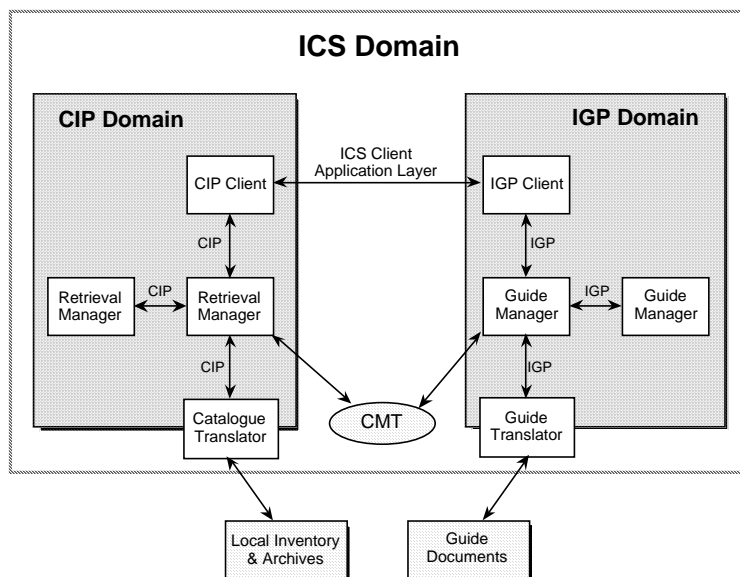 ICS Domain
CIP Domain
IGP Domain
ICS Client
Application Layer
CIP Client
IGP Client
CIP
IGP
Retrieval
Manager
CIP
Retrieval
Manager
Guide
Manager
IGP
Guide
Manager
CIP
IGP
Catalogue
Translator
CMT
Guide
Translator
Local Inventory
& Archives
Guide
Documents